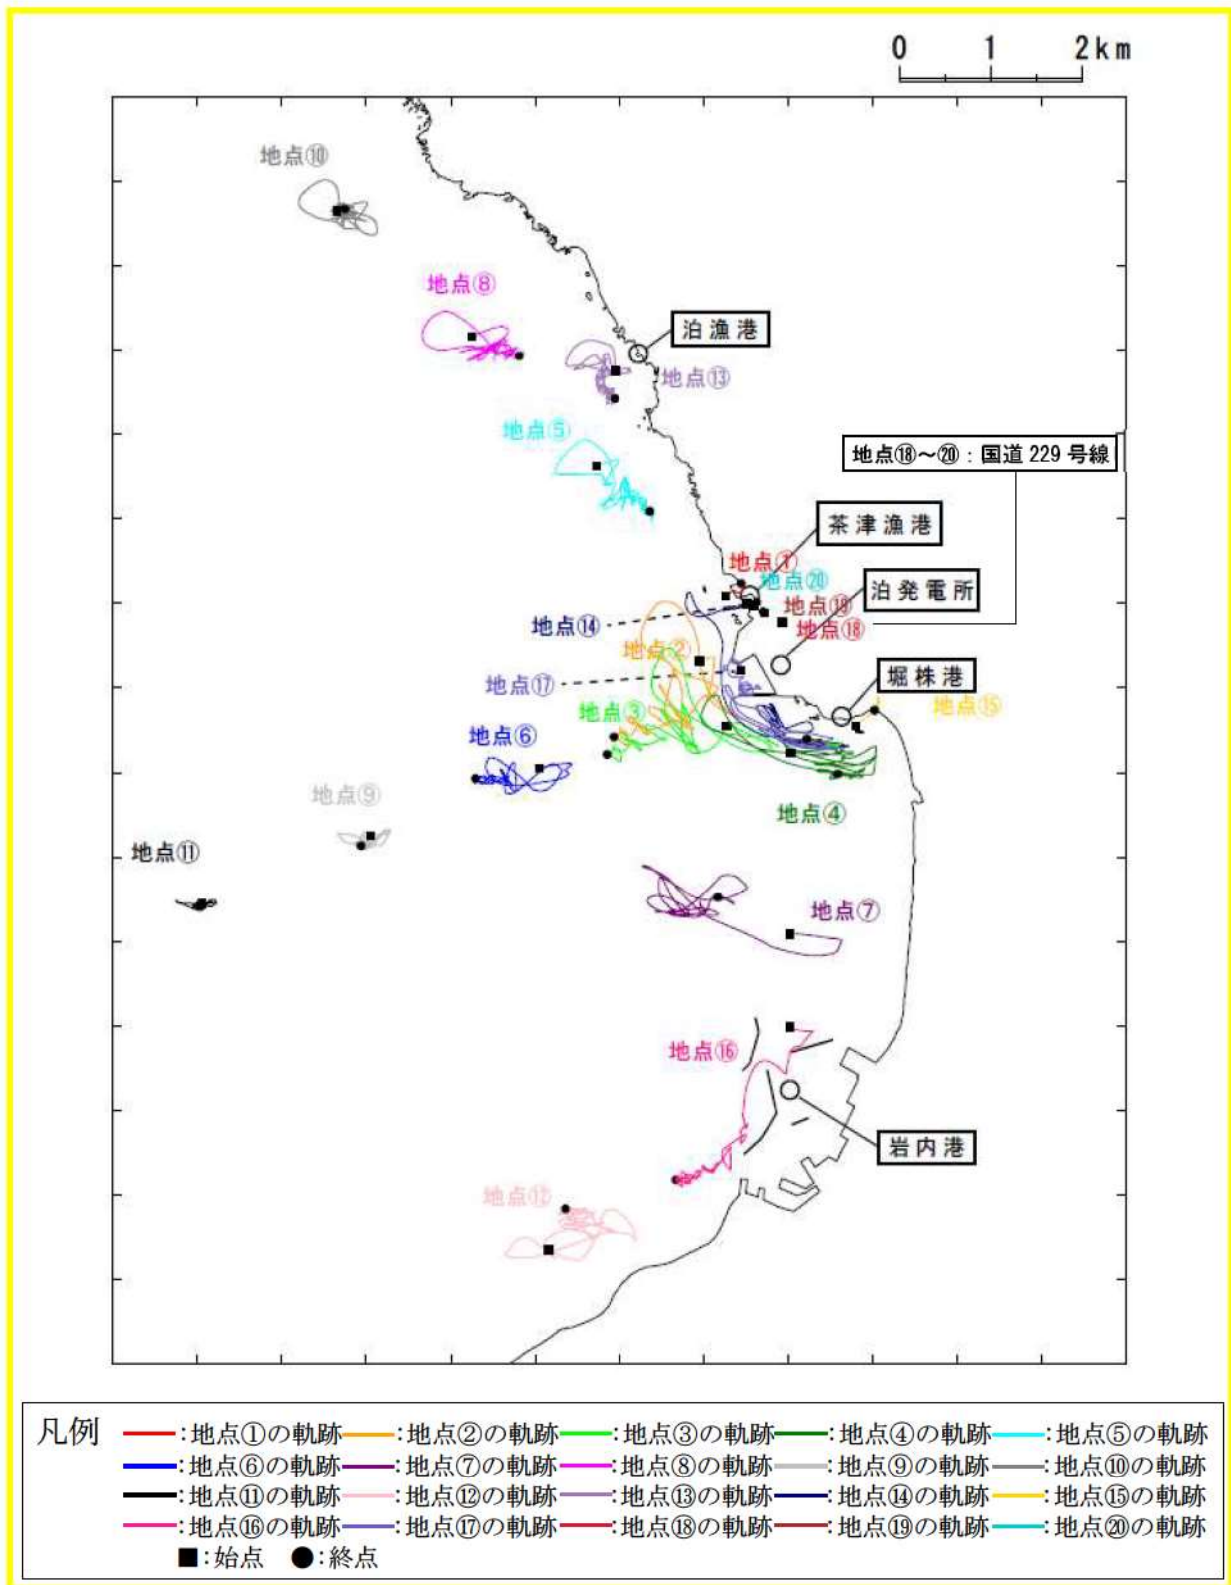 0 1 2km
地点⑩
地点⑧
泊漁港
地点⑬
地点⑤
地点⑱~⑳：国道 229 号線
茶津漁港
地点①
地点⑳
泊発電所
地点⑲
地点⑭
地点⑱
地点②
堀株港
地点⑰
地点③
地点⑮
地点⑥
地点⑨
地点④
地点⑪
地点⑦
地点⑯
岩内港
地点⑫
凡例 :地点①の軌跡 :地点②の軌跡 :地点③の軌跡 :地点④の軌跡 :地点⑤の軌跡
:地点⑥の軌跡 :地点⑦の軌跡 :地点⑧の軌跡 :地点⑨の軌跡 :地点⑩の軌跡
:地点⑪の軌跡 :地点⑫の軌跡 :地点⑬の軌跡 :地点⑭の軌跡 :地点⑮の軌跡
:地点⑯の軌跡 :地点⑰の軌跡 :地点⑱の軌跡 :地点⑲の軌跡 :地点⑳の軌跡
■:始点 ●:終点